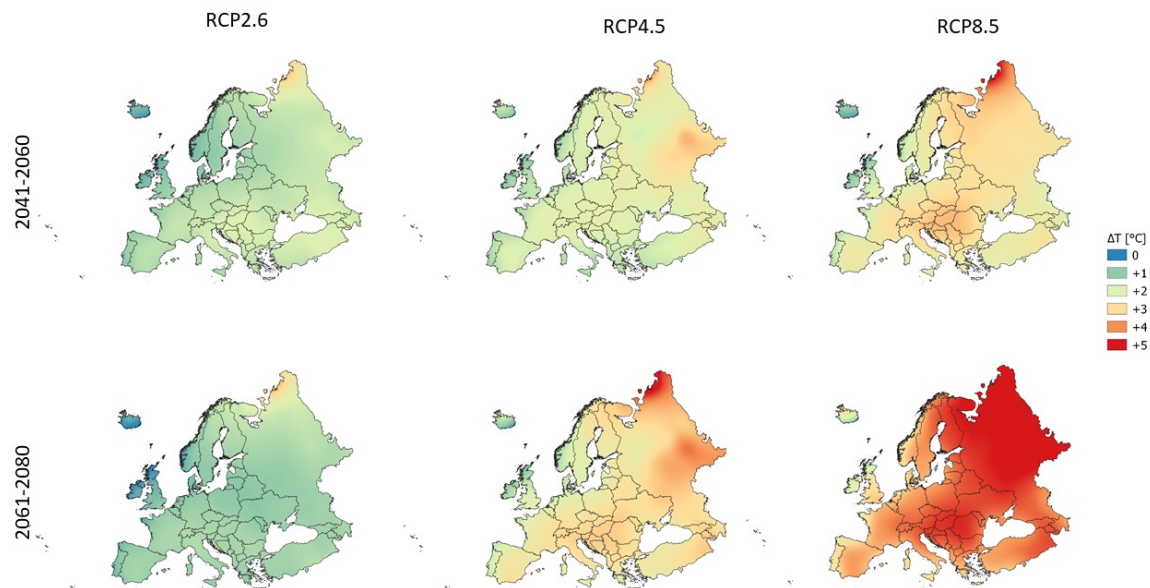 RCP2.6
RCP4.5
RCP8.5
2041-2060
ΔT [°C]
0
+1
+2
+3
+4
+5
2061-2080